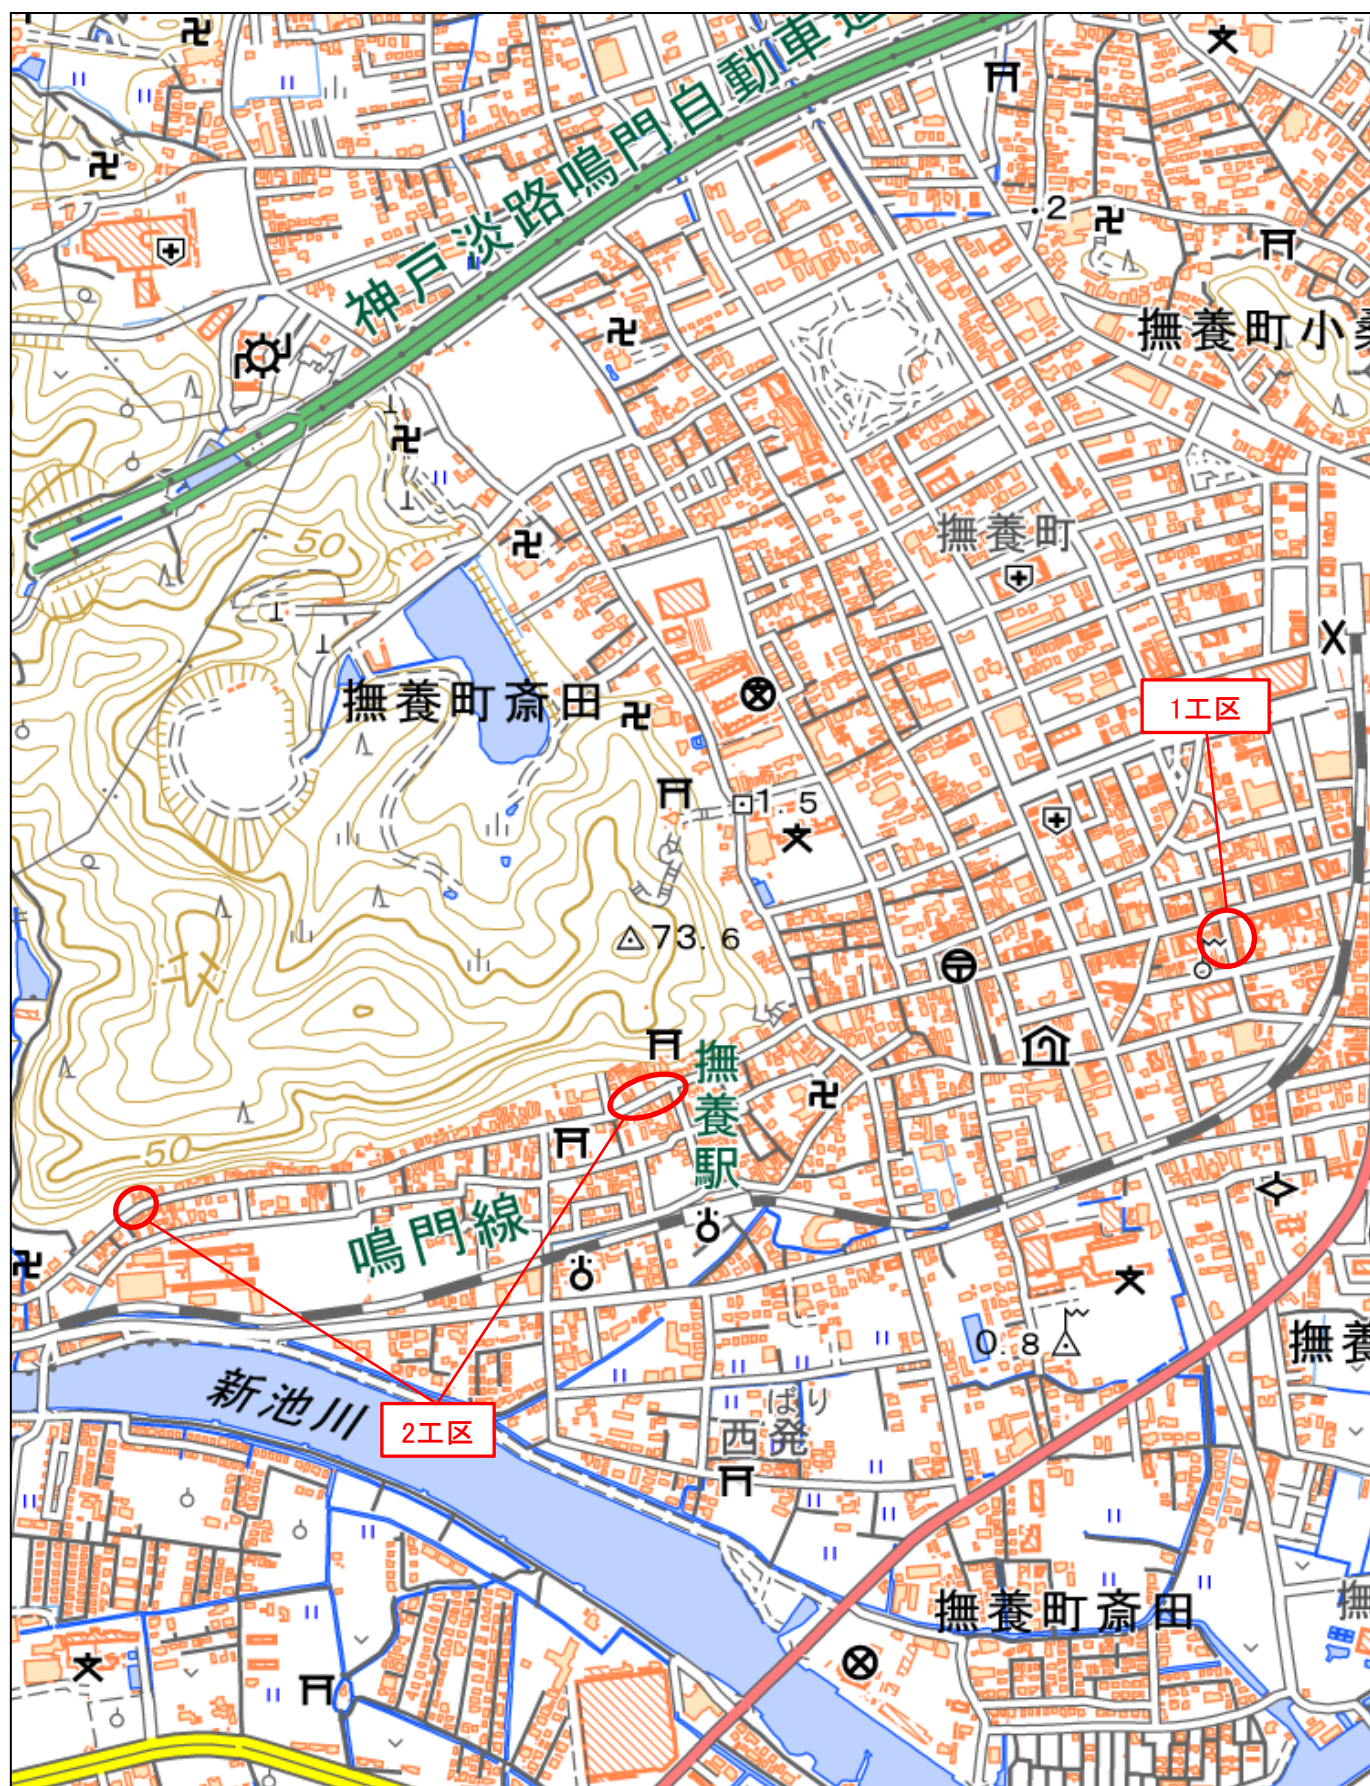 神戸淡路鳴門自動車道
2
撫養町小桑
撫養町
50
撫養町斎田
1工区
1.5
73.6
撫養駅
50
鳴門線
0.8
撫養
新池川
2工区
ばり
西発
撫養町斎田
撫